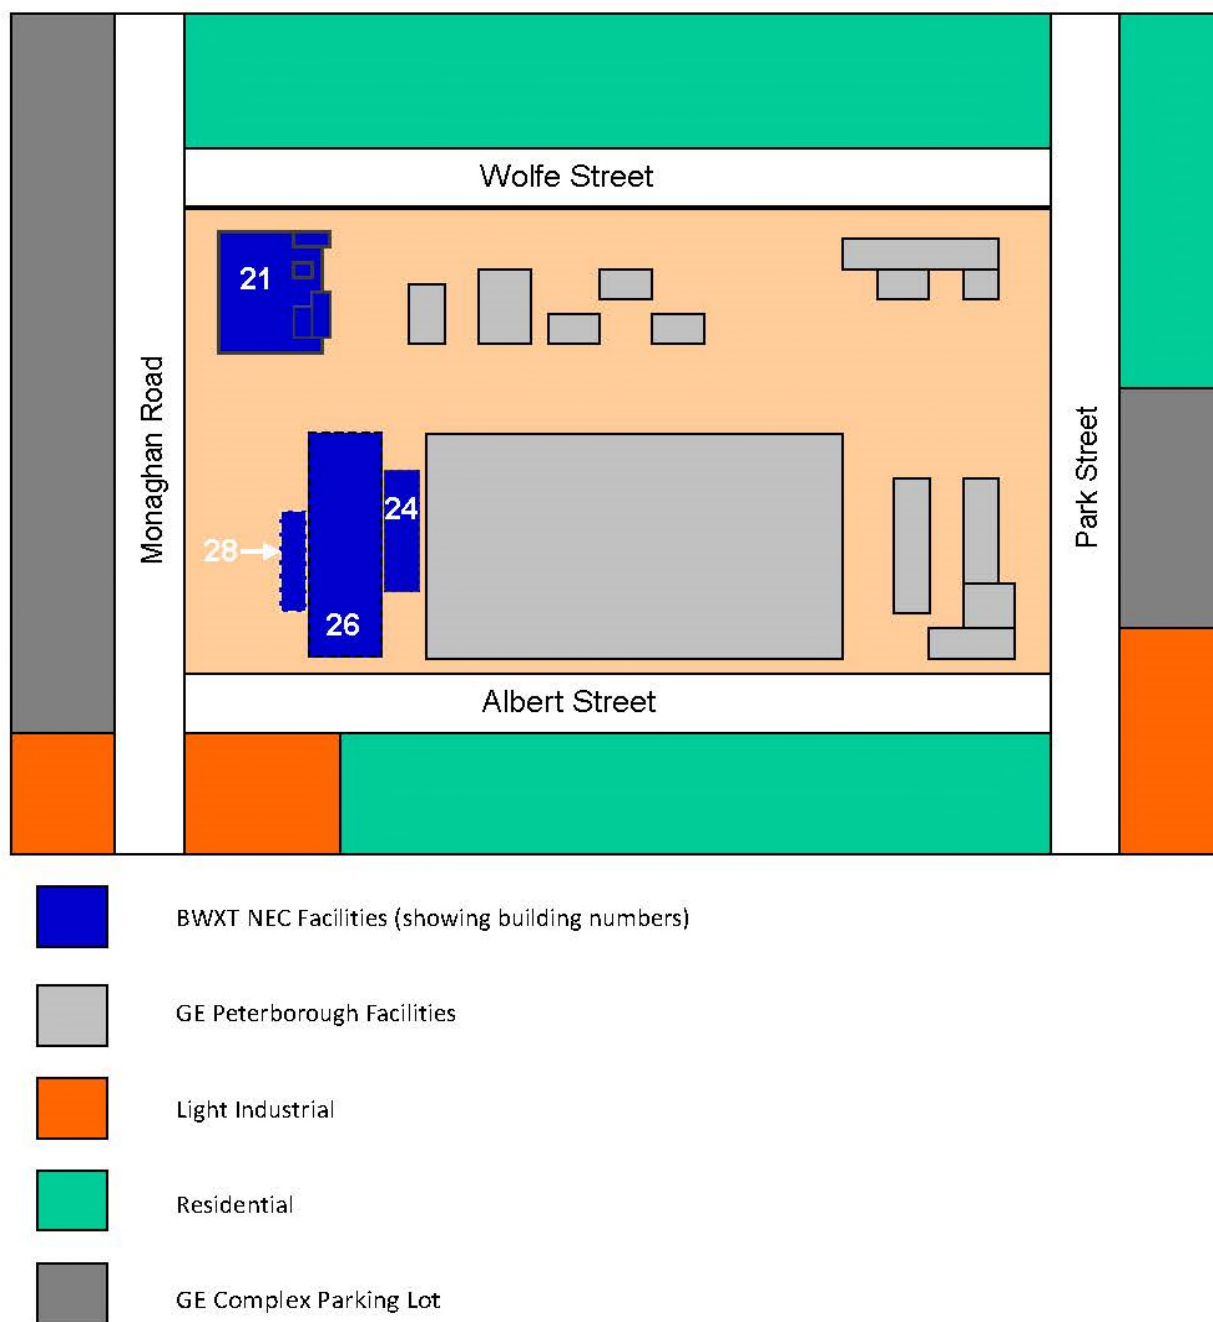 Wolfe Street
21
Monaghan Road
Park Street
24
28
26
Albert Street
BWXT NEC Facilities (showing building numbers)
GE Peterborough Facilities
Light Industrial
Residential
GE Complex Parking Lot